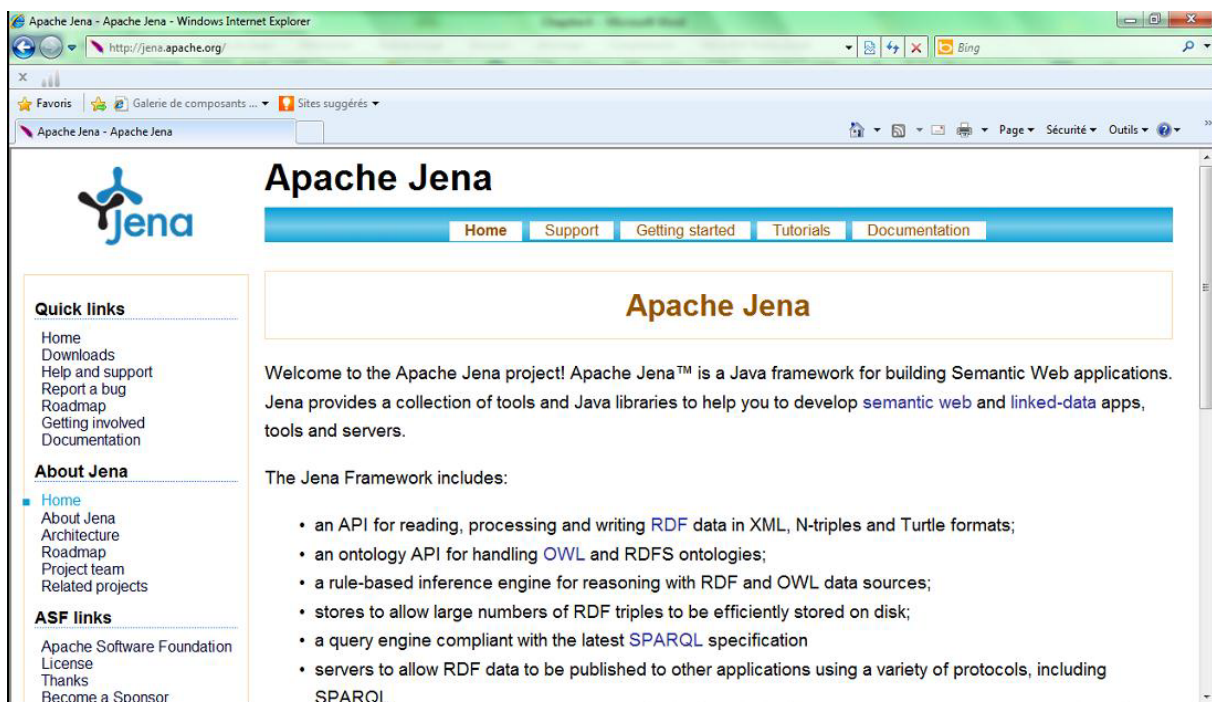 Apache Jena - Apache Jena - Windows Internet Explorer
http://jena.apache.org/
Bing
Favoris Galerie de composants ... Sites suggérés
Apache Jena - Apache Jena
Page Sécurité Outils
jena
Apache Jena
Home Support Getting started Tutorials Documentation
Quick links
Home
Downloads
Help and support
Report a bug
Roadmap
Getting involved
Documentation
About Jena
Home
About Jena
Architecture
Roadmap
Project team
Related projects
ASF links
Apache Software Foundation
License
Thanks
Become a Sponsor
Apache Jena
Welcome to the Apache Jena project! Apache Jena™ is a Java framework for building Semantic Web applications.
Jena provides a collection of tools and Java libraries to help you to develop semantic web and linked-data apps,
tools and servers.
The Jena Framework includes:
• an API for reading, processing and writing RDF data in XML, N-triples and Turtle formats;
• an ontology API for handling OWL and RDFS ontologies;
• a rule-based inference engine for reasoning with RDF and OWL data sources;
• stores to allow large numbers of RDF triples to be efficiently stored on disk;
• a query engine compliant with the latest SPARQL specification
• servers to allow RDF data to be published to other applications using a variety of protocols, including
SPARQL